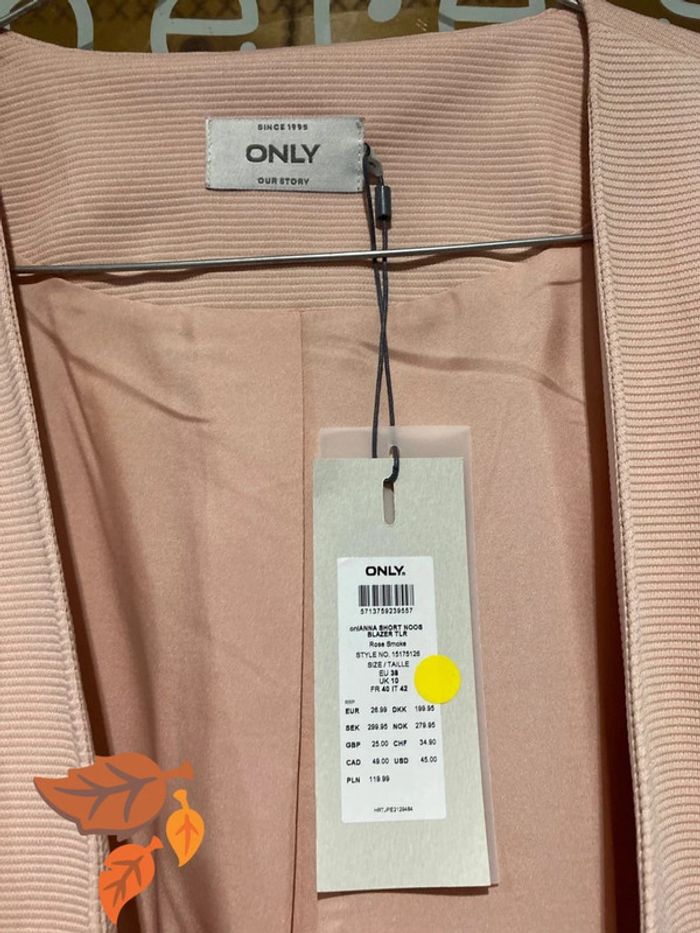 SINCE 1995
ONLY
OUR STORY
ONLY.
5713759239557
onlANNA SHORT NOOS
BLAZER TLR
Rose Smoke
STYLE NO. 15175126
SIZE / TAILLE
EU 38
UK 10
FR 40 IT 42
RRP
EUR 26.99 DKK 199.95
SEK 299.95 NOK 279.95
GBP 25.00 CHF 34.90
CAD 49.00 USD 45.00
PLN 119.99